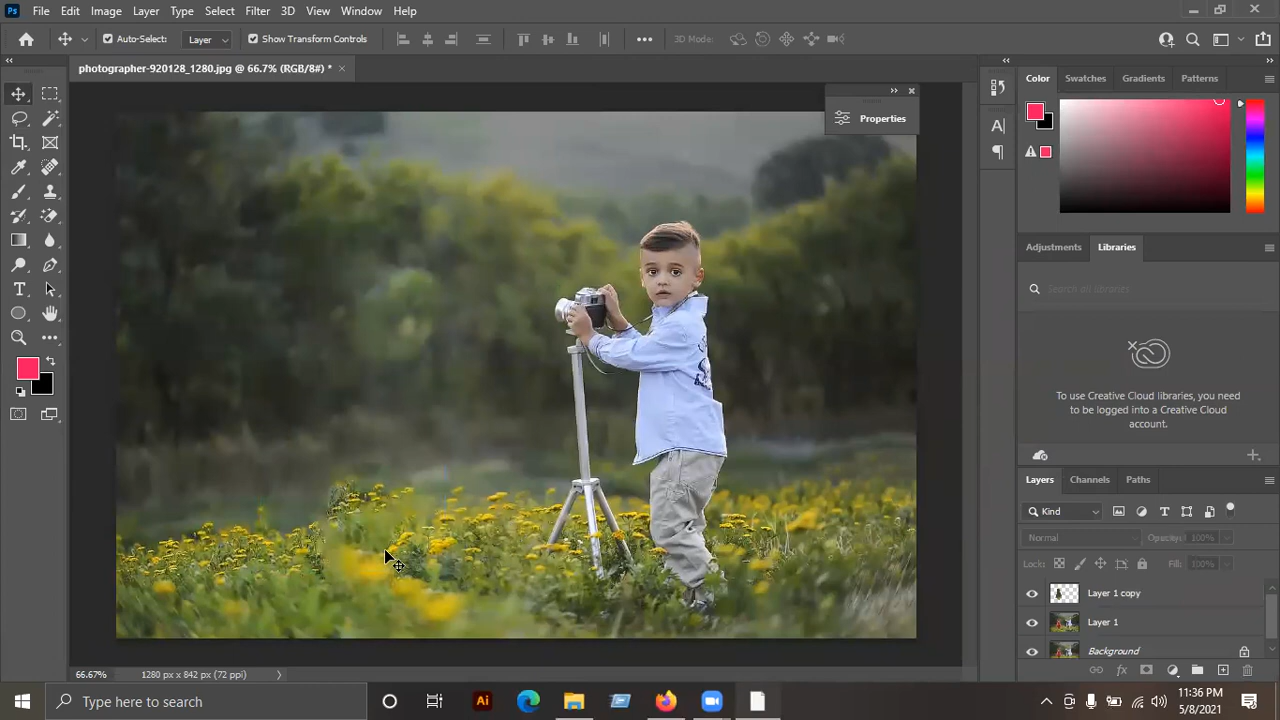 Ps File Edit Image Layer Type Select Filter 3D View Window Help
Auto-Select: Layer Show Transform Controls 3D Mode:
photographer-920128_1280.jpg @ 66.7% (RGB/8#) *
Properties
Color Swatches Gradients Patterns
Adjustments Libraries
Search all libraries
To use Creative Cloud libraries, you need
to be logged into a Creative Cloud
account.
Layers Channels Paths
Kind
Normal Opacity: 100%
Lock: Fill: 100%
Layer 1 copy
Layer 1
Background
66.67% 1280 px x 842 px (72 ppi)
Type here to search
Ai
11:36 PM
5/8/2021